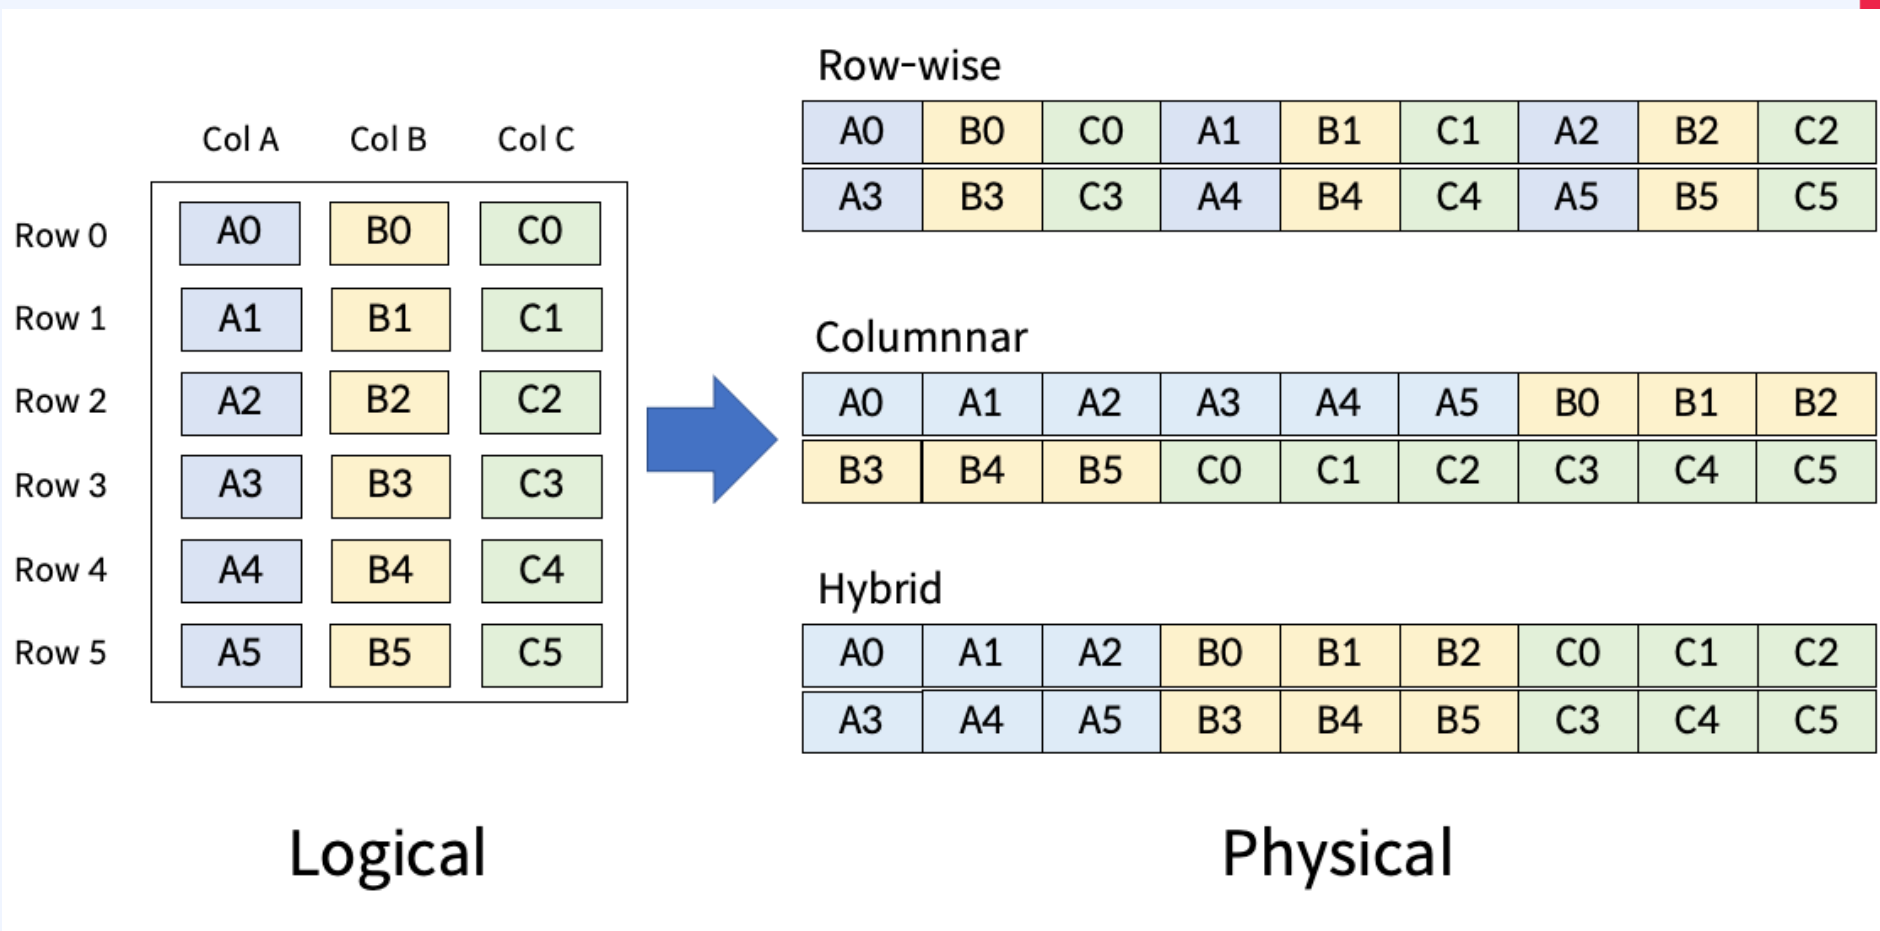 Col A Col B Col C
Row 0 A0 B0 C0
Row 1 A1 B1 C1
Row 2 A2 B2 C2
Row 3 A3 B3 C3
Row 4 A4 B4 C4
Row 5 A5 B5 C5
Logical
Row-wise
A0 B0 C0 A1 B1 C1 A2 B2 C2
A3 B3 C3 A4 B4 C4 A5 B5 C5
Columnnar
A0 A1 A2 A3 A4 A5 B0 B1 B2
B3 B4 B5 C0 C1 C2 C3 C4 C5
Hybrid
A0 A1 A2 B0 B1 B2 C0 C1 C2
A3 A4 A5 B3 B4 B5 C3 C4 C5
Physical